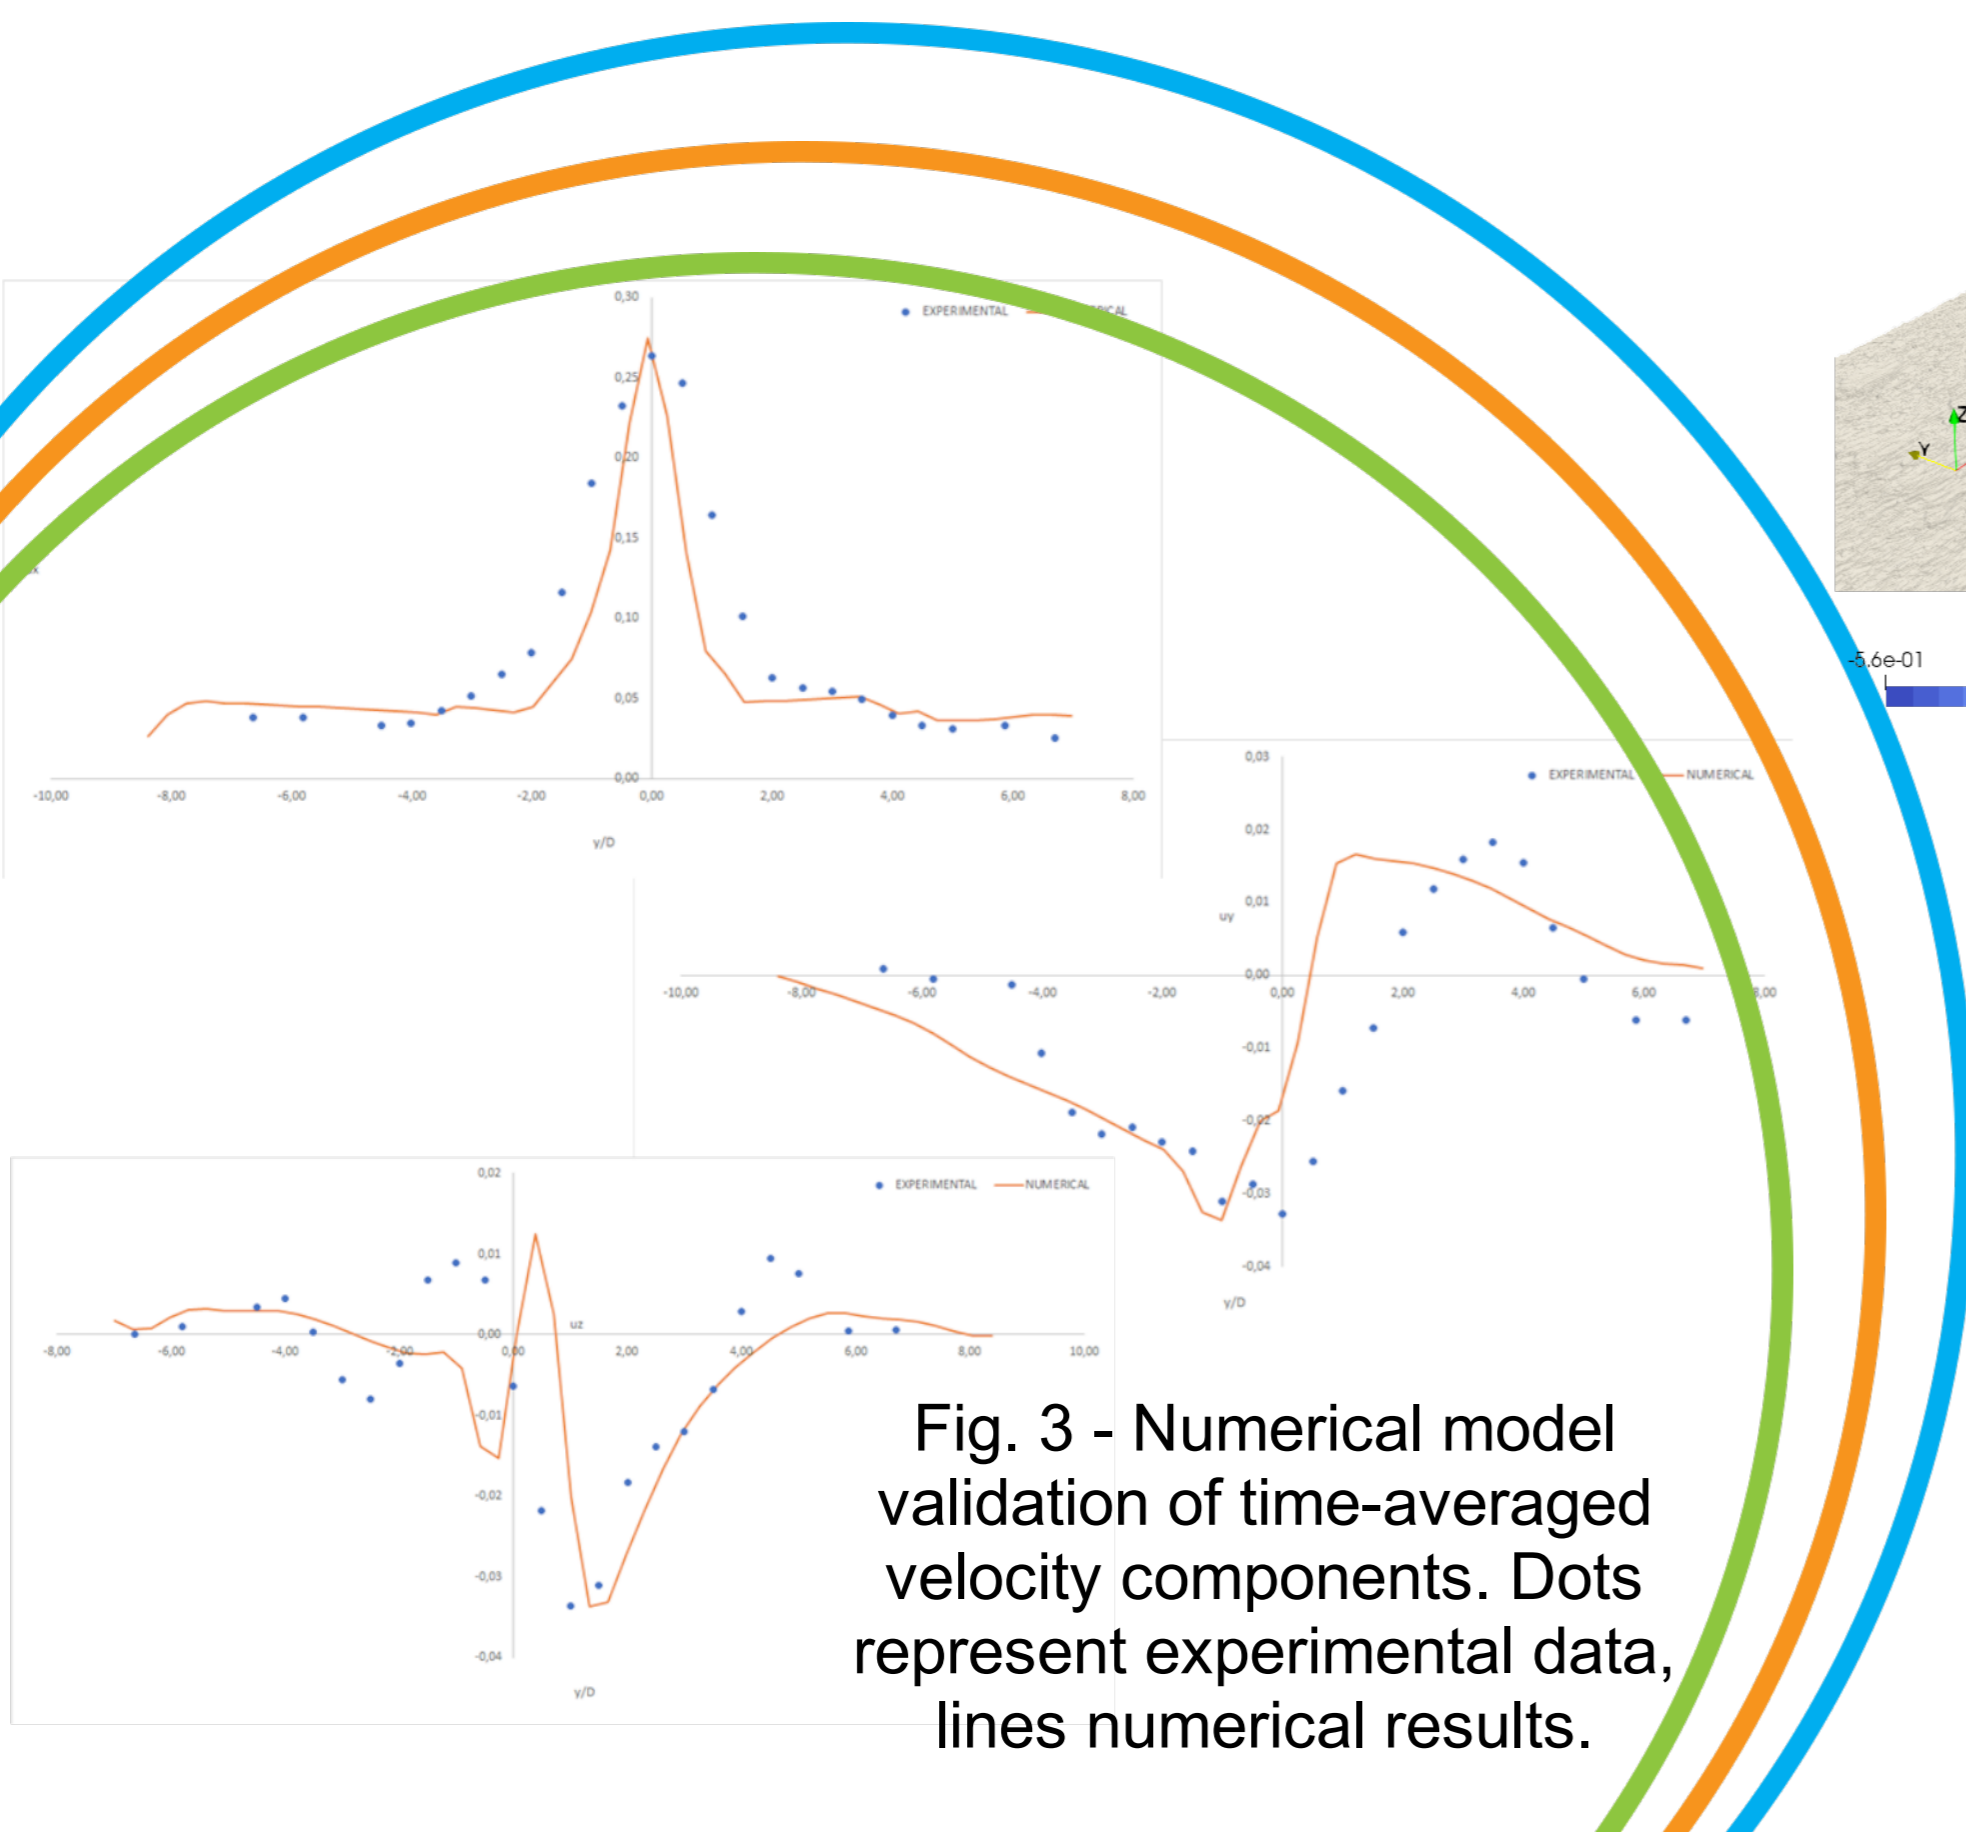 0,30
EXPERIMENTAL
0,25
0,20
0,15
0,10
0,05
0,00
-10,00 -8,00 -6,00 -4,00 -2,00 0,00 2,00 4,00 6,00 8,00
y/D
Z
Y
-5.6e-01
0,03
EXPERIMENTAL NUMERICAL
0,02
0,01
uy
0,00
-10,00 -8,00 -6,00 -4,00 -2,00 0,00 2,00 4,00 6,00 8,00
-0,01
-0,02
-0,03
-0,04
y/D
0,02
EXPERIMENTAL NUMERICAL
0,01
uz
0,00
-8,00 -6,00 -4,00 -2,00 0,00 2,00 4,00 6,00 8,00 10,00
-0,01
-0,02
-0,03
-0,04
y/D
Fig. 3 - Numerical model
validation of time-averaged
velocity components. Dots
represent experimental data,
lines numerical results.